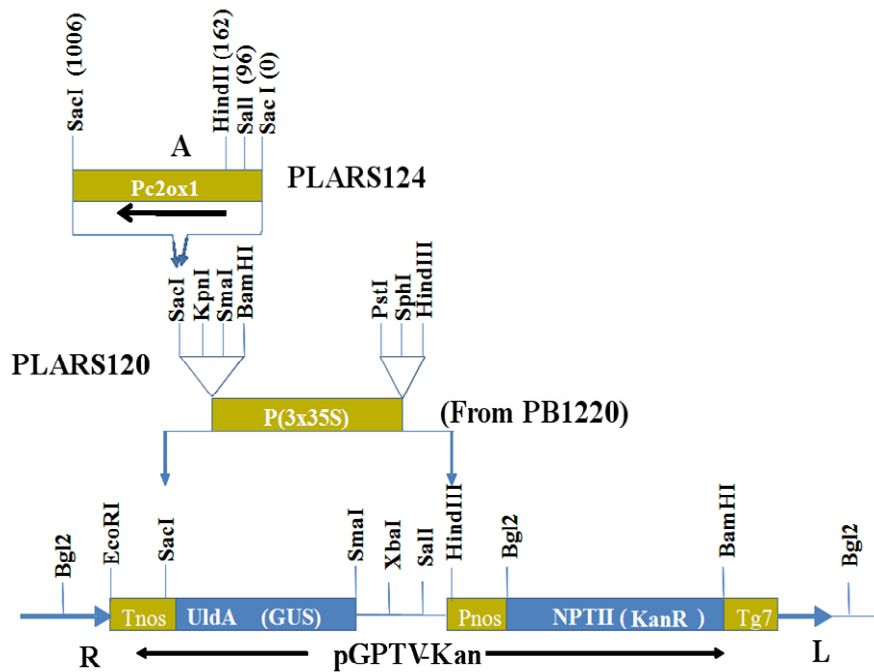 SacI (1006)
HindII (162)
SalI (96)
Sac I (0)
A
Pc2ox1
PLARS124
SacI
KpnI
SmaI
BamHI
PstI
SphI
HindIII
PLARS120
P(3x35S)
(From PB1220)
Bgl2
EcoRI
SacI
SmaI
XbaI
SalI
HindIII
Bgl2
BamHI
Bgl2
Tnos
UldA (GUS)
Pnos
NPTII (KanR)
Tg7
R
pGPTV-Kan
L